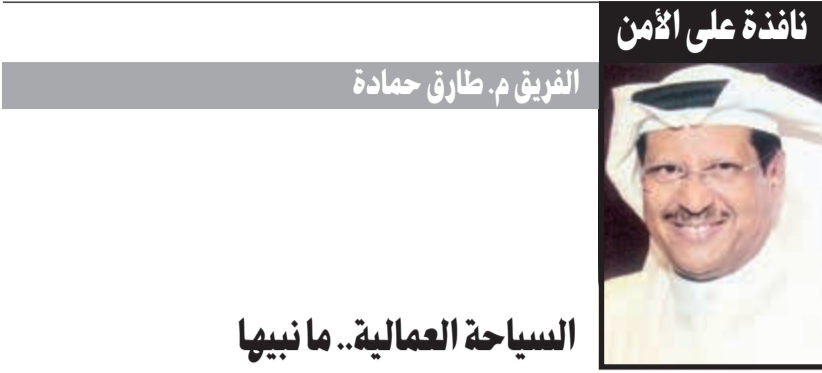 نافذة على الأمن
الفريق م. طارق حمادة
السياحة العمالية.. ما نبيها